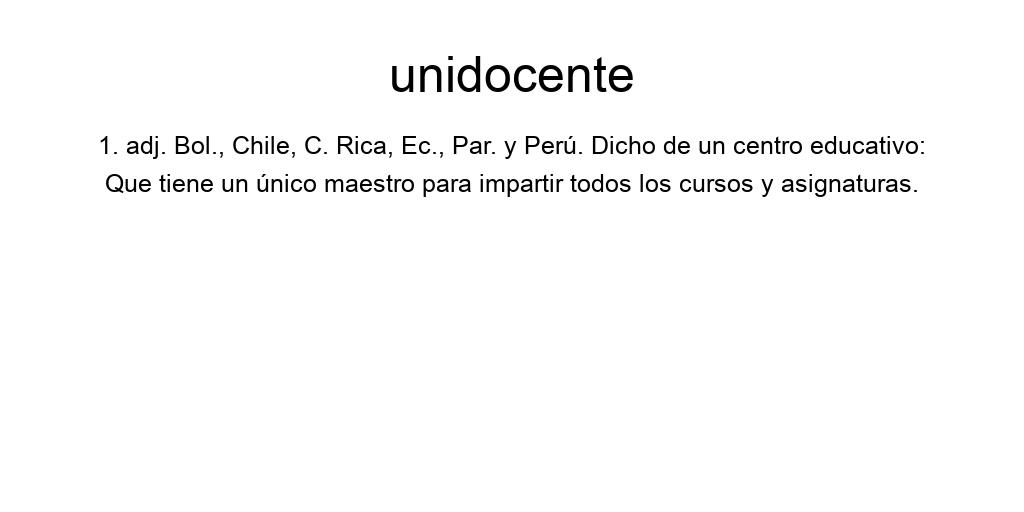 unidocente
1. adj. Bol., Chile, C. Rica, Ec., Par. y Perú. Dicho de un centro educativo:
Que tiene un único maestro para impartir todos los cursos y asignaturas.